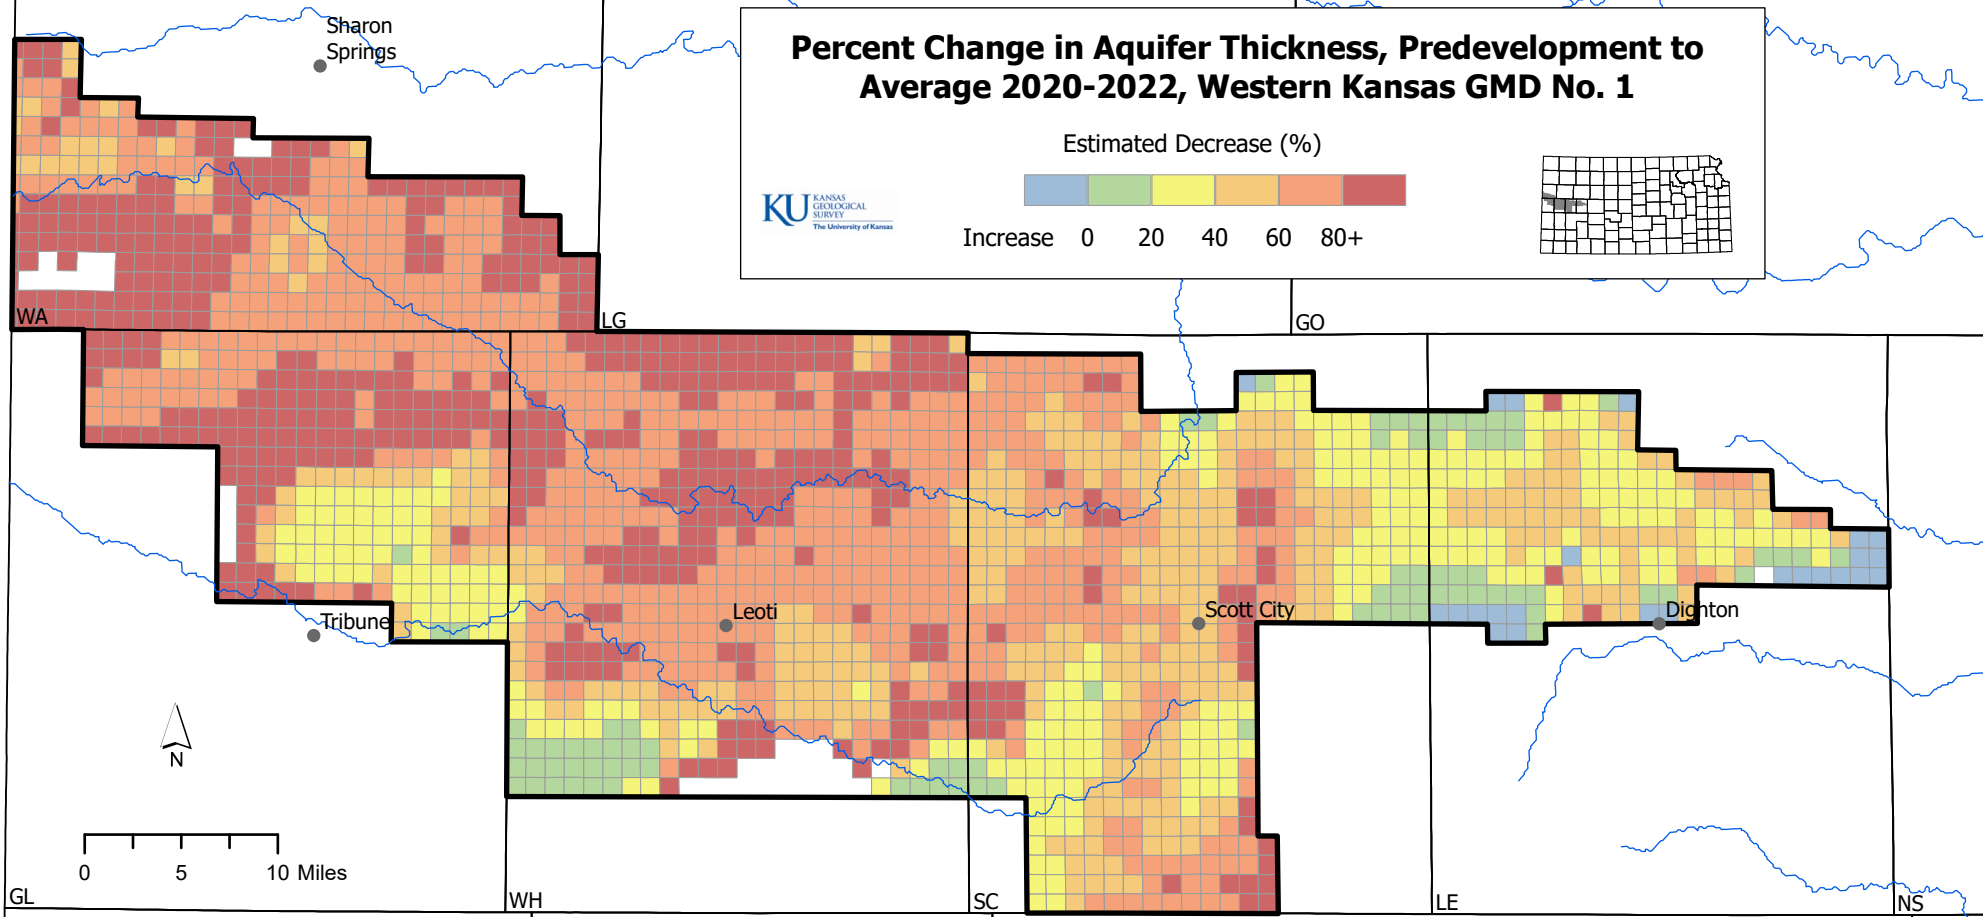 Sharon
Springs
Percent Change in Aquifer Thickness, Predevelopment to
Average 2020-2022, Western Kansas GMD No. 1
Estimated Decrease (%)
KU KANSAS
GEOLOGICAL
SURVEY
The University of Kansas
Increase 0 20 40 60 80+
WA
LG
GO
Leoti
Scott City
Dighton
Tribune
N
0 5 10 Miles
GL
WH
SC
LE
NS